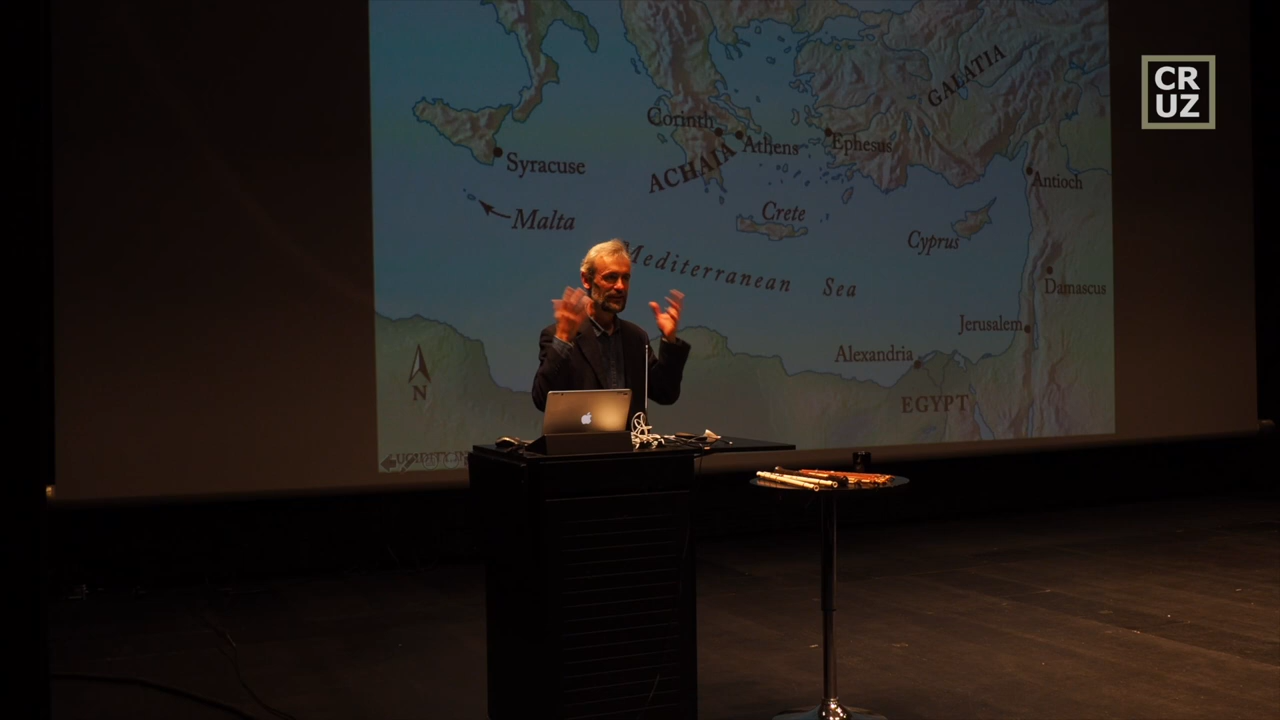 CR
UZ
GALATIA
Corinth
Athens
Ephesus
ACHAIA
Syracuse
Antioch
Malta
Crete
Cyprus
Mediterranean Sea
Damascus
Jerusalem
Alexandria
EGYPT
N